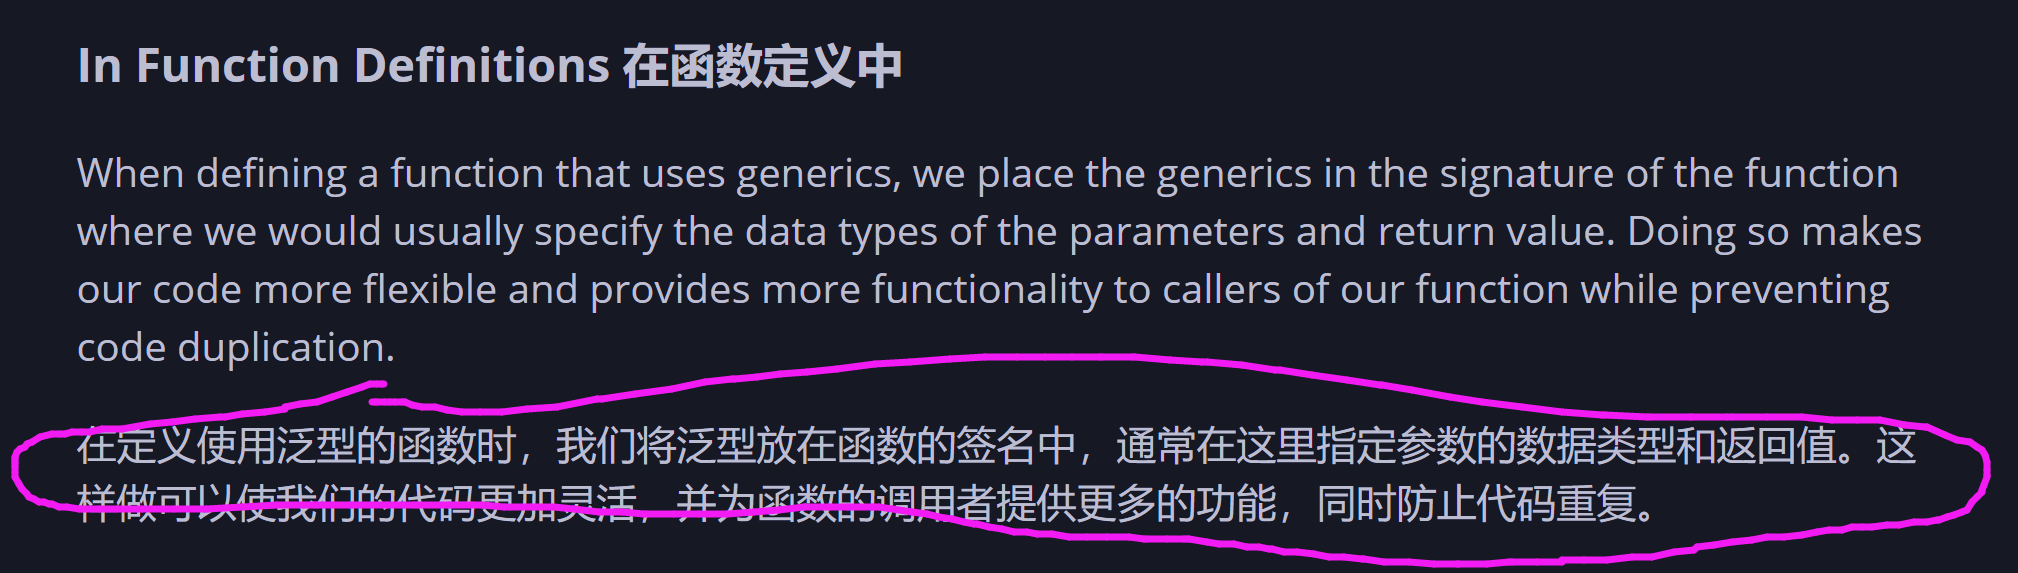 In Function Definitions 在函数定义中
When defining a function that uses generics, we place the generics in the signature of the function
where we would usually specify the data types of the parameters and return value. Doing so makes
our code more flexible and provides more functionality to callers of our function while preventing
code duplication.
在定义使用泛型的函数时，我们将泛型放在函数的签名中，通常在这里指定参数的数据类型和返回值。这
样做可以使我们的代码更加灵活，并为函数的调用者提供更多的功能，同时防止代码重复。